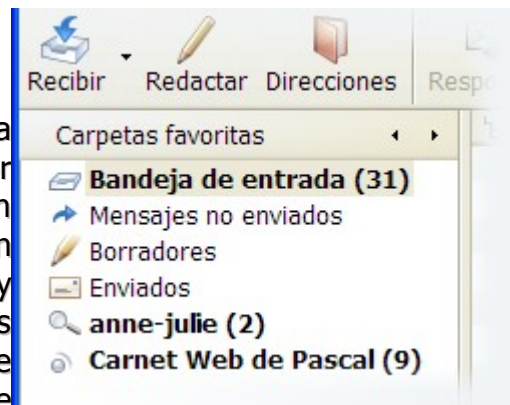 Recibir Redactar Direcciones Resp
Carpetas favoritas
Bandeja de entrada (31)
Mensajes no enviados
Borradores
Enviados
anne-julie (2)
Carnet Web de Pascal (9)